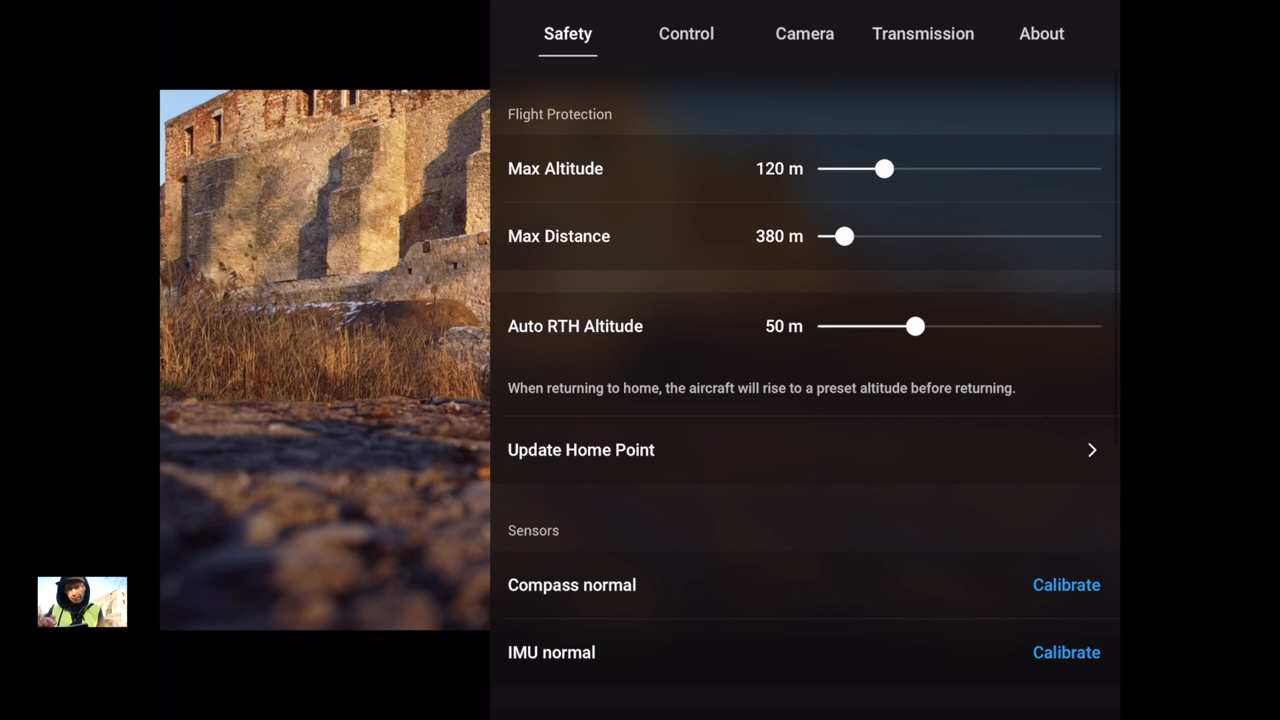 Safety Control Camera Transmission About
Flight Protection
Max Altitude 120 m
Max Distance 380 m
Auto RTH Altitude 50 m
When returning to home, the aircraft will rise to a preset altitude before returning.
Update Home Point
Sensors
Compass normal Calibrate
IMU normal Calibrate